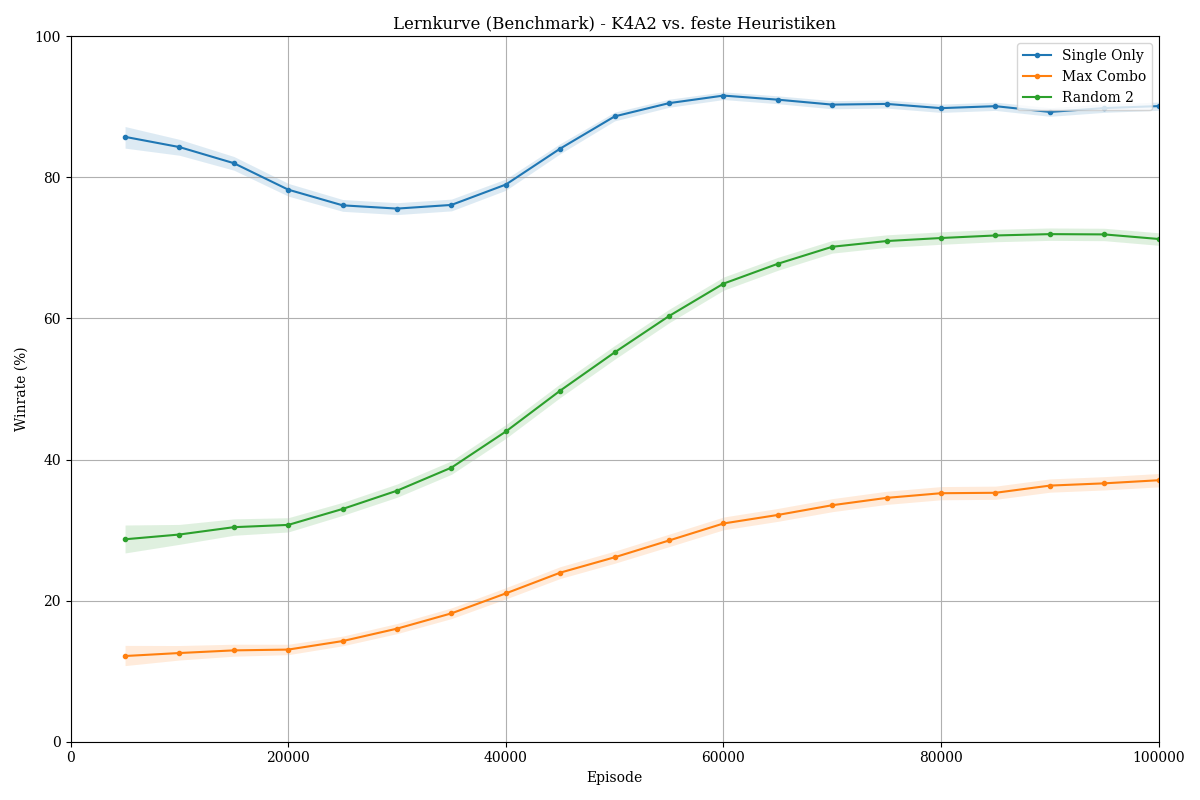 Lernkurve (Benchmark) - K4A2 vs. feste Heuristiken
100
80
60
40
20
0
Winrate (%)
Single Only
Max Combo
Random 2
0 20000 40000 60000 80000 100000
Episode